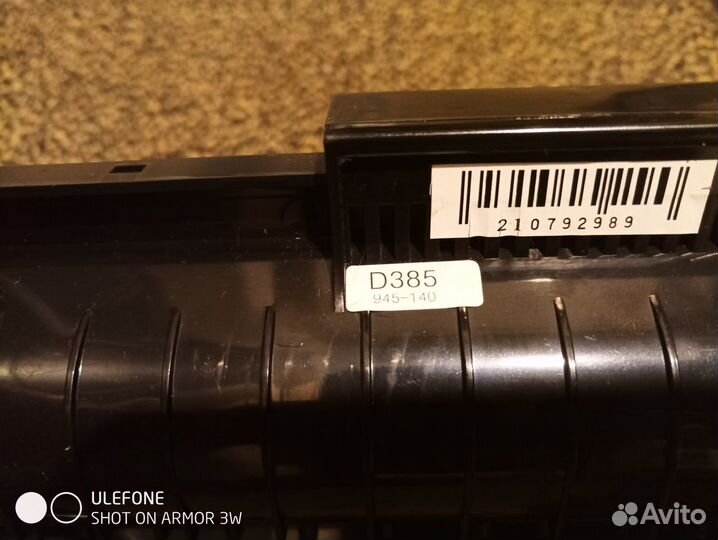 210792989
D385
945-140
ULEFONE
SHOT ON ARMOR 3W
Avito